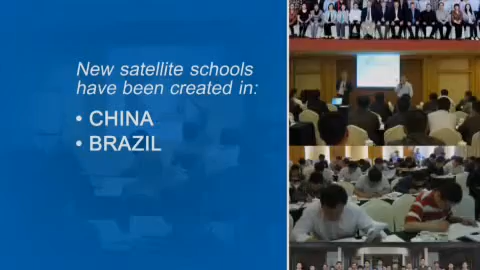 New satellite schools
have been created in:
• CHINA
• BRAZIL